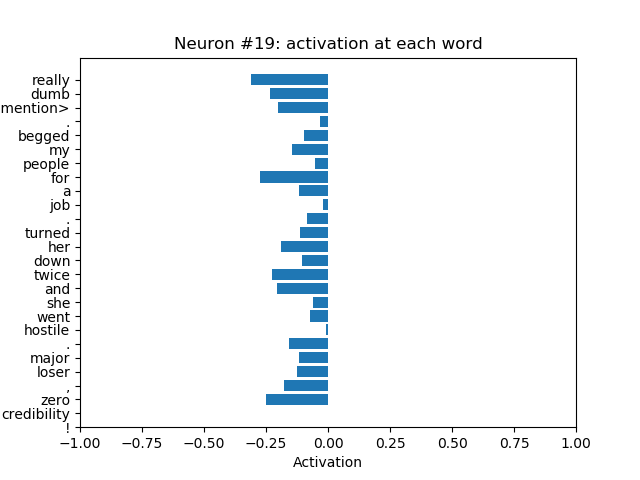 Neuron #19: activation at each word
really
dumb
mention>
.
begged
my
people
for
a
job
.
turned
her
down
twice
and
she
went
hostile
.
major
loser
,
zero
credibility
!
−1.00 −0.75 −0.50 −0.25 0.00 0.25 0.50 0.75 1.00
Activation